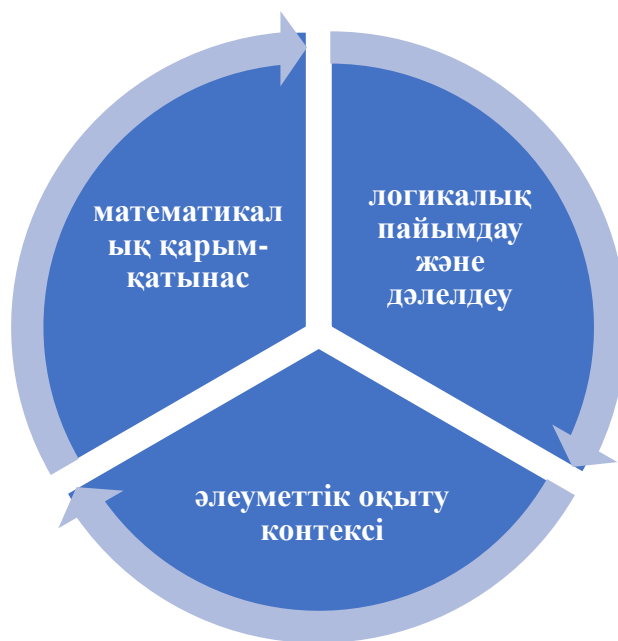 математикал
ық қарым-
қатынас
логикалық
пайымдау
және
дәлелдеу
әлеуметтік оқыту
контексі